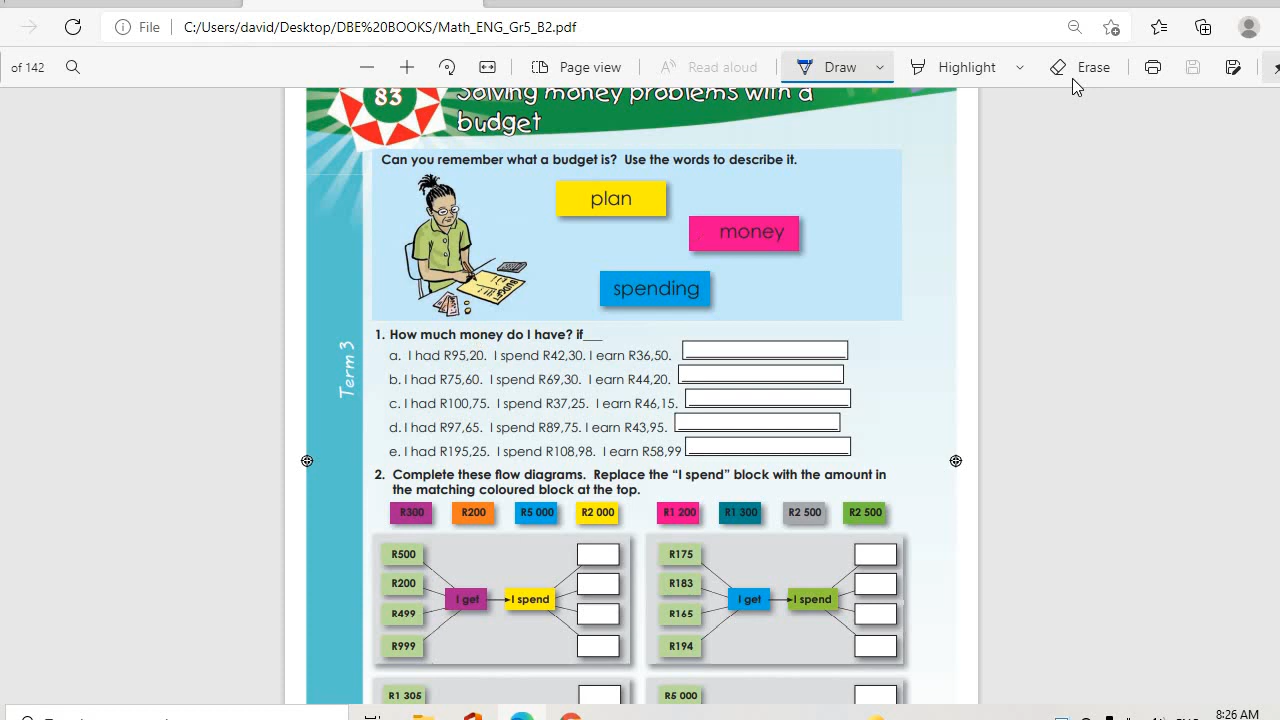 File C:/Users/david/Desktop/DBE%20BOOKS/Math_ENG_Gr5_B2.pdf
of 142 Page view Read aloud Draw Highlight Erase
83 Solving money problems with a
budget
Can you remember what a budget is? Use the words to describe it.
plan
money
spending
BUDGET
Term 3
1. How much money do I have? if___
a. I had R95,20. I spend R42,30. I earn R36,50.
b. I had R75,60. I spend R69,30. I earn R44,20.
c. I had R100,75. I spend R37,25. I earn R46,15.
d. I had R97,65. I spend R89,75. I earn R43,95.
e. I had R195,25. I spend R108,98. I earn R58,99
2. Complete these flow diagrams. Replace the “I spend” block with the amount in
the matching coloured block at the top.
R300 R200 R5 000 R2 000 R1 200 R1 300 R2 500 R2 500
R500
R200
R499
R999
I get I spend
R175
R183
R165
R194
I get I spend
R1 305 R5 000
8:26 AM